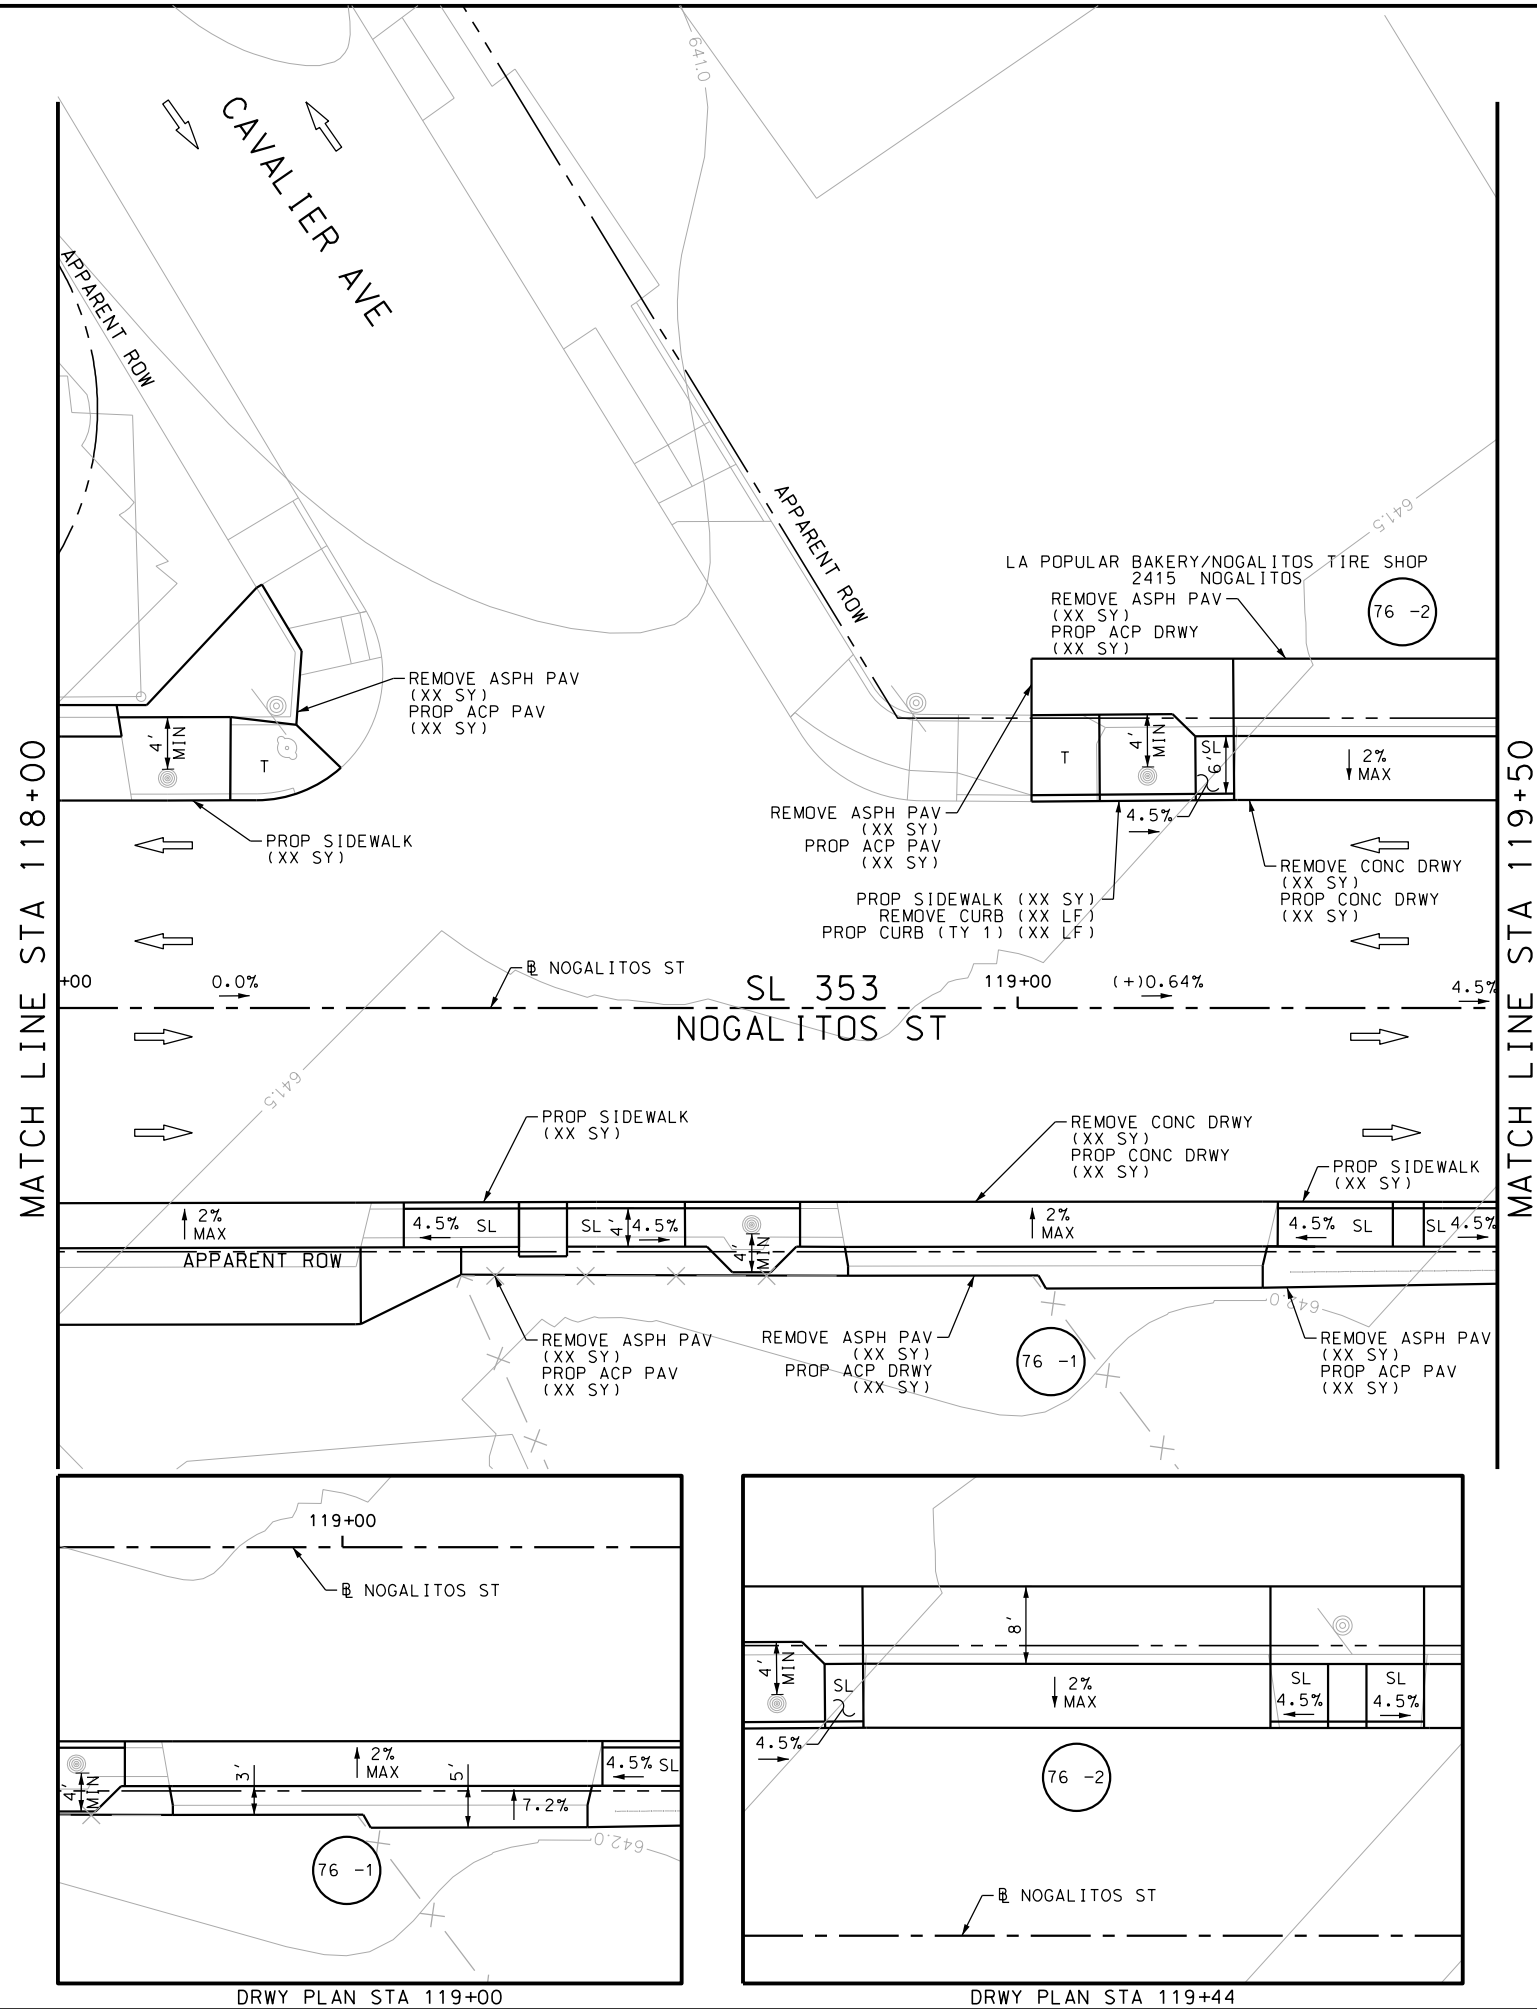 641.0
CAVALIER AVE
APPARENT ROW
APPARENT ROW
641.5
LA POPULAR BAKERY/NOGALITOS TIRE SHOP
2415 NOGALITOS
REMOVE ASPH PAV
(XX SY)
PROP ACP DRWY
(XX SY)
76 -2
REMOVE ASPH PAV
(XX SY)
PROP ACP PAV
(XX SY)
4'
MIN
T
T
4'
MIN
SL
6'
2%
MAX
MATCH LINE STA 118+00
MATCH LINE STA 119+50
PROP SIDEWALK
(XX SY)
REMOVE ASPH PAV
(XX SY)
PROP ACP PAV
(XX SY)
4.5%
REMOVE CONC DRWY
(XX SY)
PROP CONC DRWY
(XX SY)
PROP SIDEWALK (XX SY)
REMOVE CURB (XX LF)
PROP CURB (TY 1) (XX LF)
+00
0.0%
℄ NOGALITOS ST
SL 353
NOGALITOS ST
119+00
(+)0.64%
4.5%
641.5
PROP SIDEWALK
(XX SY)
REMOVE CONC DRWY
(XX SY)
PROP CONC DRWY
(XX SY)
PROP SIDEWALK
(XX SY)
2%
MAX
4.5% SL
SL
4'
4.5%
4'
MIN
2%
MAX
4.5% SL
SL 4.5%
APPARENT ROW
642.0
REMOVE ASPH PAV
(XX SY)
PROP ACP PAV
(XX SY)
REMOVE ASPH PAV
(XX SY)
PROP ACP DRWY
(XX SY)
76 -1
REMOVE ASPH PAV
(XX SY)
PROP ACP PAV
(XX SY)
119+00
℄ NOGALITOS ST
4'
MIN
3'
2%
MAX
5'
4.5% SL
7.2%
76 -1
642.0
DRWY PLAN STA 119+00
8'
4'
MIN
SL
2%
MAX
SL
4.5%
SL
4.5%
4.5%
76 -2
℄ NOGALITOS ST
DRWY PLAN STA 119+44